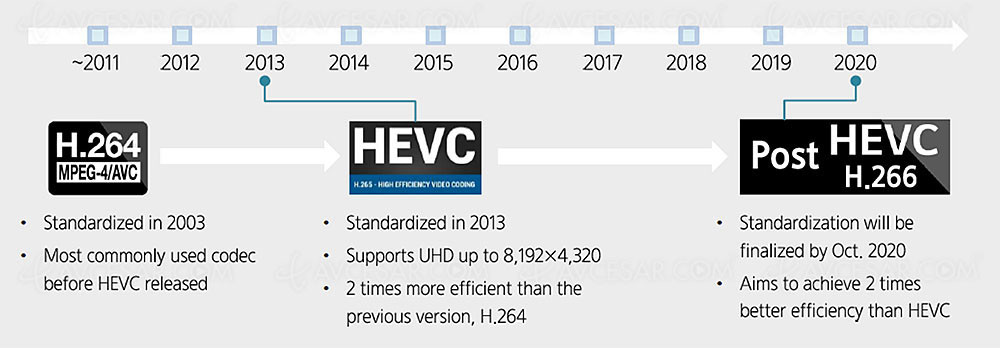 ~2011 2012 2013 2014 2015 2016 2017 2018 2019 2020
H.264
MPEG-4/AVC
HEVC
H.265 - HIGH EFFICIENCY VIDEO CODING
Post HEVC
H.266
• Standardized in 2003
• Most commonly used codec
before HEVC released
• Standardized in 2013
• Supports UHD up to 8,192×4,320
• 2 times more efficient than the
previous version, H.264
• Standardization will be
finalized by Oct. 2020
• Aims to achieve 2 times
better efficiency than HEVC
AVCESAR.COM